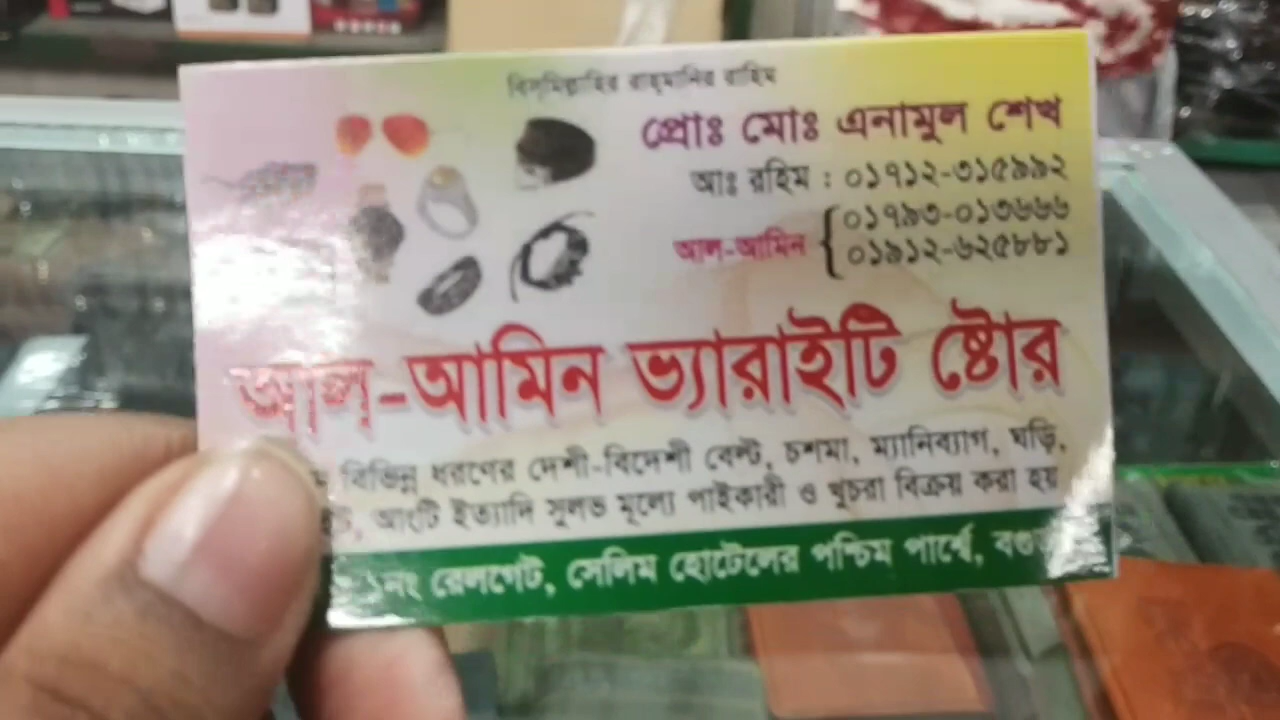 বিসমিল্লাহির রাহমানির রাহিম
প্রোঃ মোঃ এনামুল শেখ
আঃ রহিম : ০১৭১২-৩১৫৯৯২
আল-আমিন { ০১৭৯৩-০১৩৬৬৬
০১৯১২-৬২৫৮৮১
আল-আমিন ভ্যারাইটি ষ্টোর
বিভিন্ন ধরণের দেশী-বিদেশী বেল্ট, চশমা, ম্যানিব্যাগ, ঘড়ি,
আংটি ইত্যাদি সুলভ মূল্যে পাইকারী ও খুচরা বিক্রয় করা হয়
১নং রেলগেট, সেলিম হোটেলের পশ্চিম পার্শ্বে,